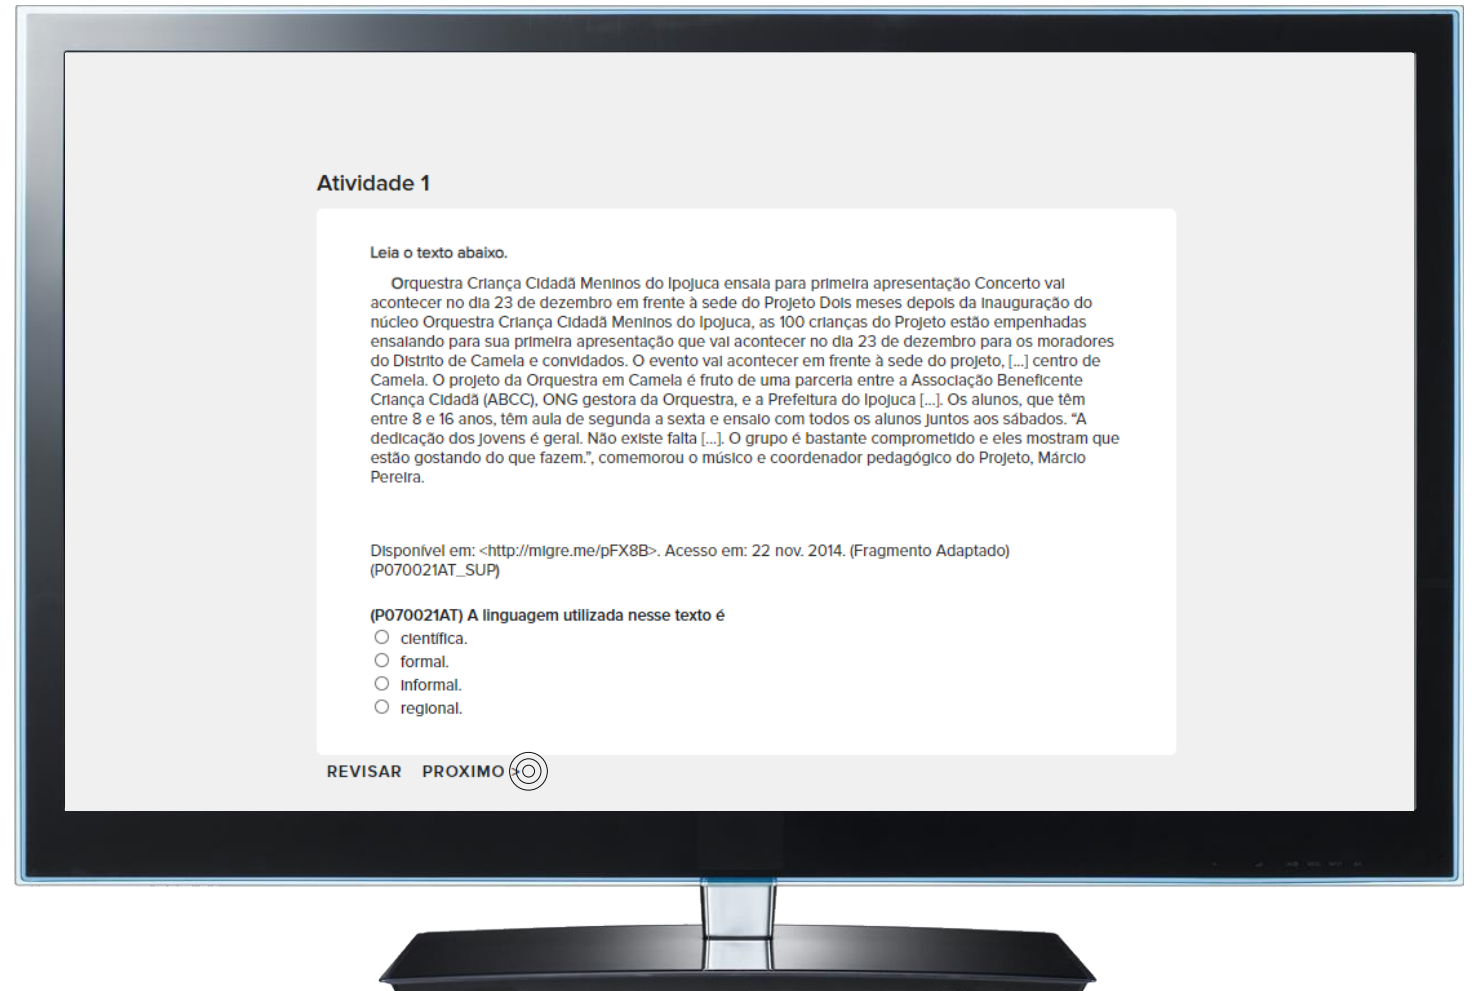 Atividade 1
Leia o texto abaixo.
Orquestra Criança Cidadã Meninos do Ipojuca ensaia para primeira apresentação Concerto vai
acontecer no dia 23 de dezembro em frente à sede do Projeto Dois meses depois da inauguração do
núcleo Orquestra Criança Cidadã Meninos do Ipojuca, as 100 crianças do Projeto estão empenhadas
ensaiando para sua primeira apresentação que vai acontecer no dia 23 de dezembro para os moradores
do Distrito de Camela e convidados. O evento vai acontecer em frente à sede do projeto, [...] centro de
Camela. O projeto da Orquestra em Camela é fruto de uma parceria entre a Associação Beneficente
Criança Cidadã (ABCC), ONG gestora da Orquestra, e a Prefeitura do Ipojuca [...]. Os alunos, que têm
entre 8 e 16 anos, têm aula de segunda a sexta e ensaio com todos os alunos juntos aos sábados. “A
dedicação dos jovens é geral. Não existe falta [...]. O grupo é bastante comprometido e eles mostram que
estão gostando do que fazem.”, comemorou o músico e coordenador pedagógico do Projeto, Márcio
Pereira.
Disponível em: <http://migre.me/pFX8B>. Acesso em: 22 nov. 2014. (Fragmento Adaptado)
(P070021AT_SUP)
(P070021AT) A linguagem utilizada nesse texto é
científica.
formal.
informal.
regional.
REVISAR PROXIMO >